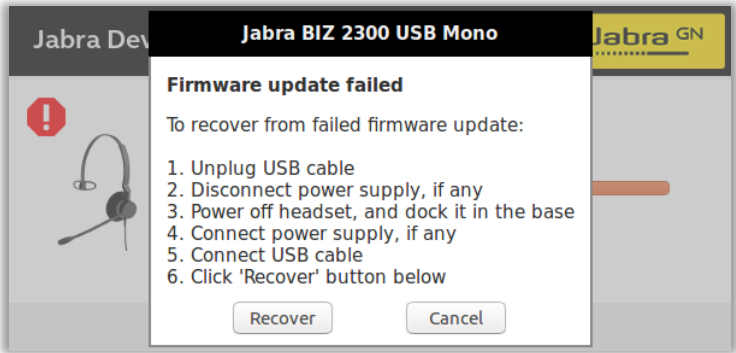 Jabra BIZ 2300 USB Mono
Jabra Dev
Jabra GN
Firmware update failed
To recover from failed firmware update:
1. Unplug USB cable
2. Disconnect power supply, if any
3. Power off headset, and dock it in the base
4. Connect power supply, if any
5. Connect USB cable
6. Click 'Recover' button below
Recover
Cancel